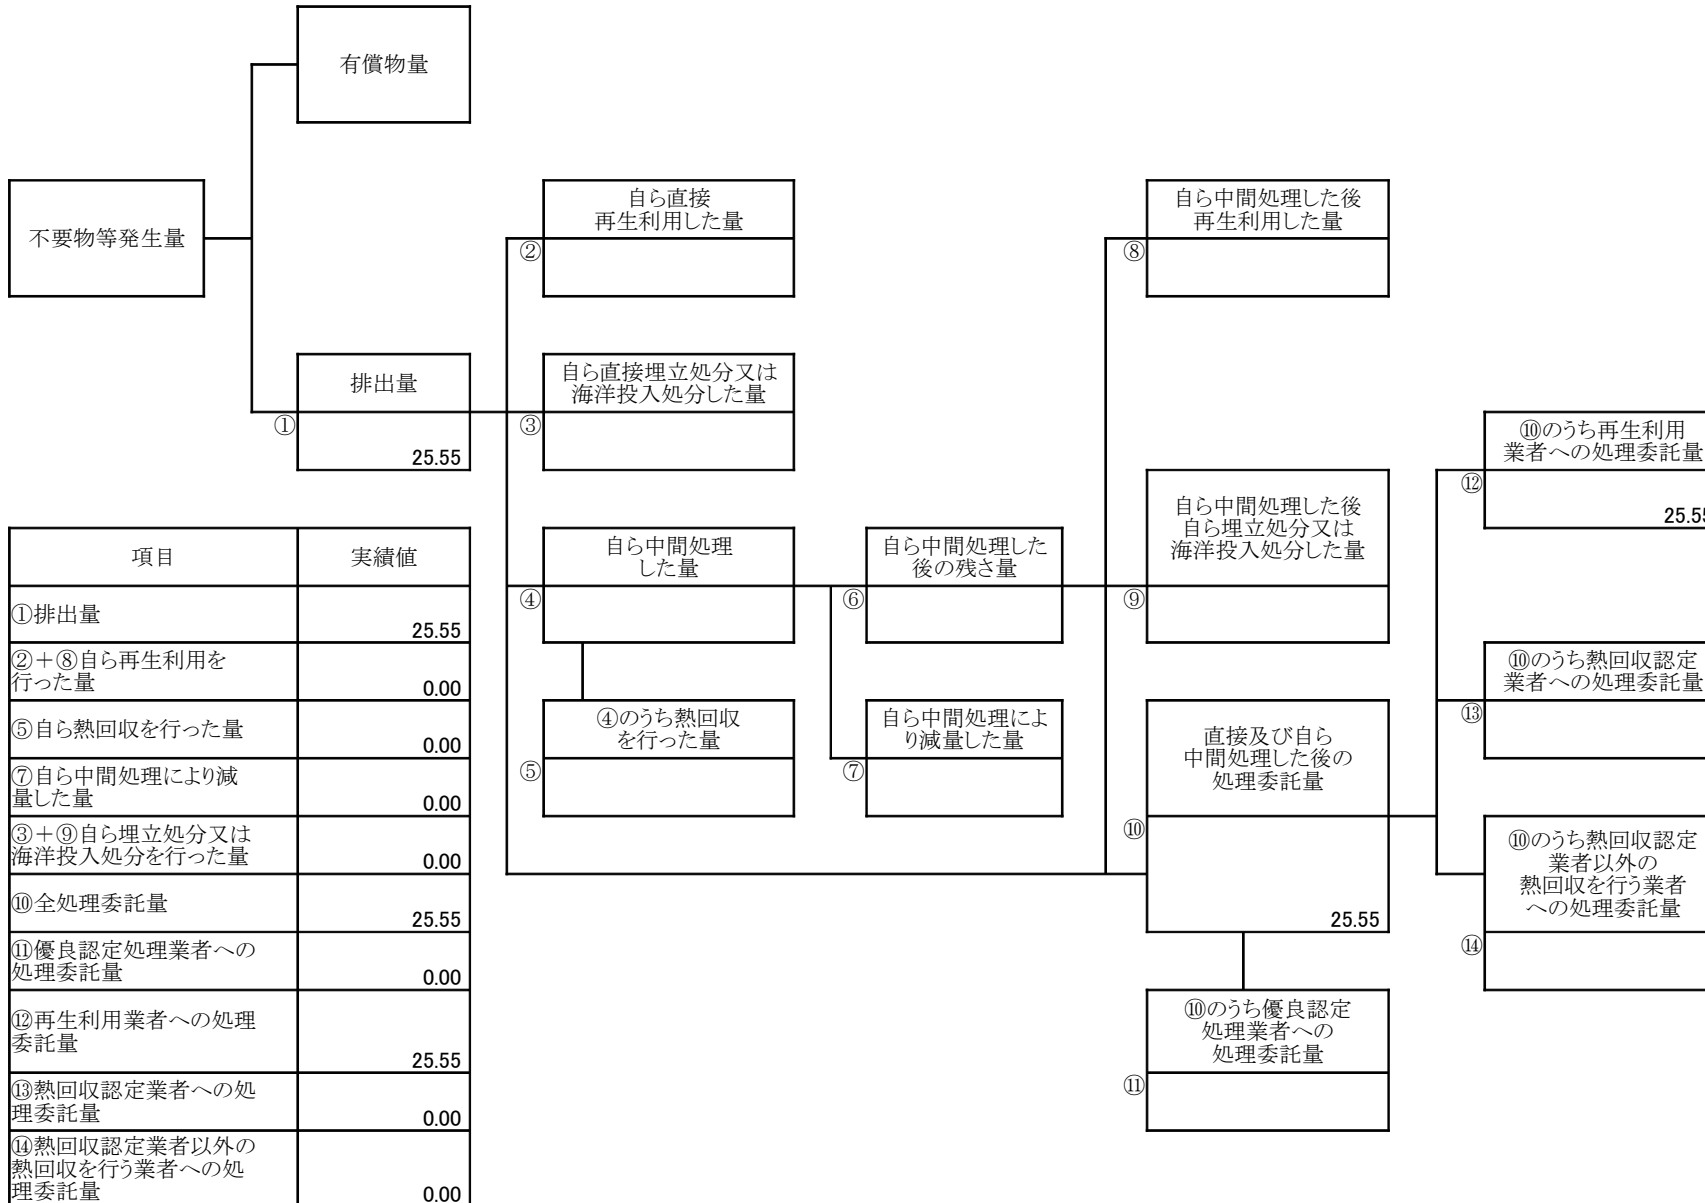 有償物量
不要物等発生量
自ら直接
再生利用した量
②
自ら中間処理した後
再生利用した量
⑧
排出量
①
25.55
自ら直接埋立処分又は
海洋投入処分した量
③
⑩のうち再生利用
業者への処理委託量
⑫
25.55
自ら中間処理した後
自ら埋立処分又は
海洋投入処分した量
⑨
自ら中間処理
した量
④
自ら中間処理した
後の残さ量
⑥
⑩のうち熱回収認定
業者への処理委託量
⑬
④のうち熱回収
を行った量
⑤
自ら中間処理によ
り減量した量
⑦
直接及び自ら
中間処理した後の
処理委託量
⑩
25.55
⑩のうち熱回収認定
業者以外の
熱回収を行う業者
への処理委託量
⑭
⑩のうち優良認定
処理業者への
処理委託量
⑪
項目 実績値
①排出量
25.55
②+⑧自ら再生利用を
行った量 0.00
⑤自ら熱回収を行った量
0.00
⑦自ら中間処理により減
量した量 0.00
③+⑨自ら埋立処分又は
海洋投入処分を行った量 0.00
⑩全処理委託量
25.55
⑪優良認定処理業者への
処理委託量 0.00
⑫再生利用業者への処理
委託量 25.55
⑬熱回収認定業者への処
理委託量 0.00
⑭熱回収認定業者以外の
熱回収を行う業者への処
理委託量 0.00